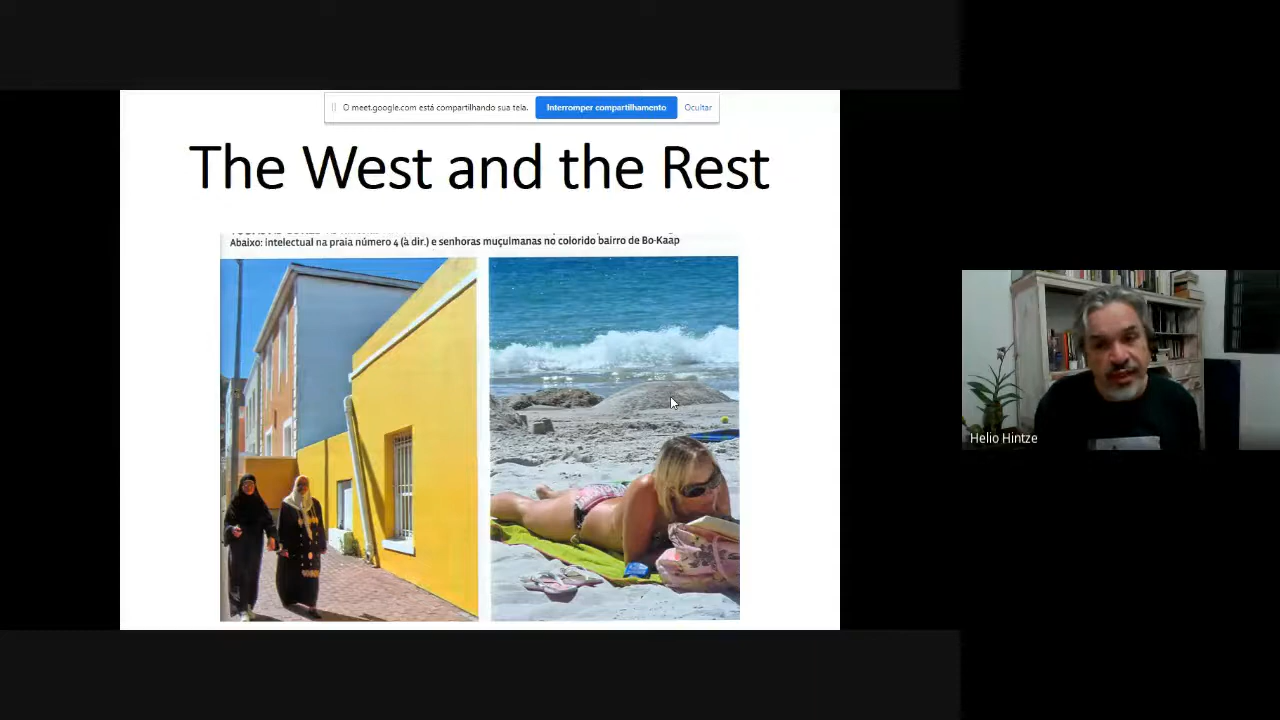 O meet.google.com está compartilhando sua tela. Interromper compartilhamento Ocultar
The West and the Rest
Abaixo: intelectual na praia número 4 (à dir.) e senhoras muçulmanas no colorido bairro de Bo-Kaap
Helio Hintze